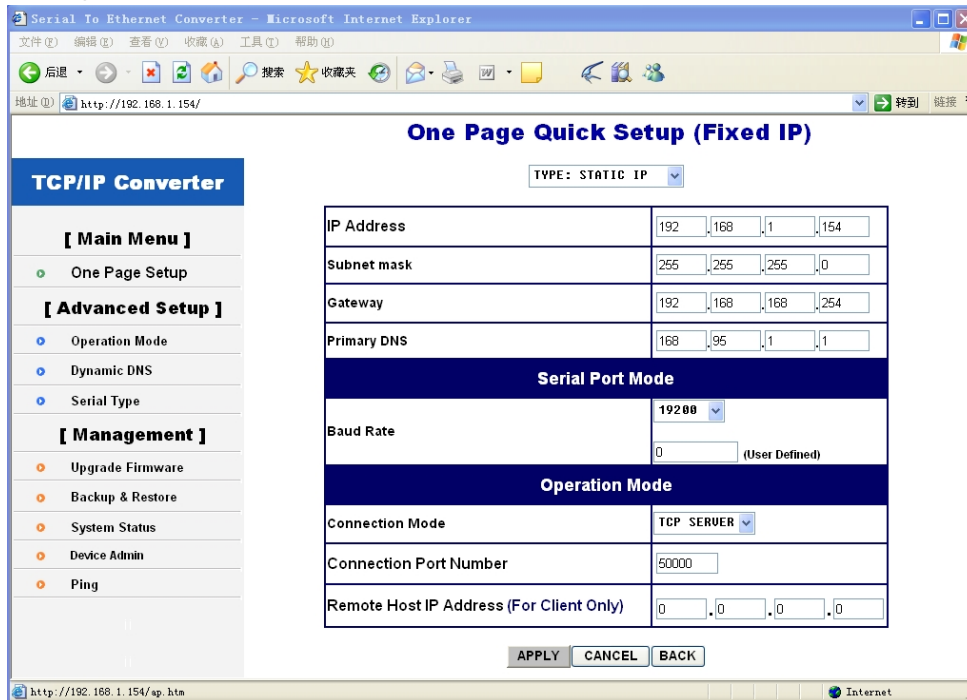 Serial To Ethernet Converter - Microsoft Internet Explorer
文件(F) 编辑(E) 查看(V) 收藏(A) 工具(T) 帮助(H)
后退 搜索 收藏夹
地址(D) http://192.168.1.154/ 转到 链接
One Page Quick Setup (Fixed IP)
TYPE: STATIC IP
TCP/IP Converter
[ Main Menu ]
One Page Setup
[ Advanced Setup ]
Operation Mode
Dynamic DNS
Serial Type
[ Management ]
Upgrade Firmware
Backup & Restore
System Status
Device Admin
Ping
IP Address 192 .168 .1 .154
Subnet mask 255 .255 .255 .0
Gateway 192 .168 .168 .254
Primary DNS 168 .95 .1 .1
Serial Port Mode
Baud Rate 19200
0 (User Defined)
Operation Mode
Connection Mode TCP SERVER
Connection Port Number 50000
Remote Host IP Address (For Client Only) 0 .0 .0 .0
APPLY CANCEL BACK
http://192.168.1.154/ap.htm Internet